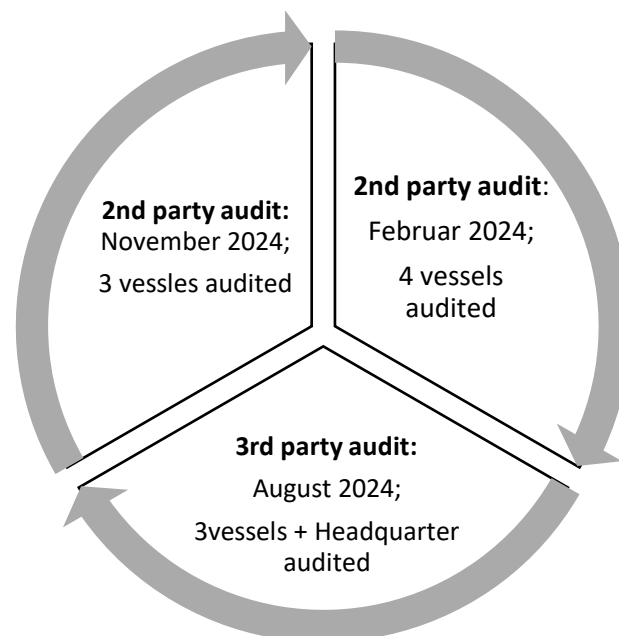 2nd party audit:
November 2024;
3 vessles audited
2nd party audit:
Februar 2024;
4 vessels
audited
3rd party audit:
August 2024;
3vessels + Headquarter
audited